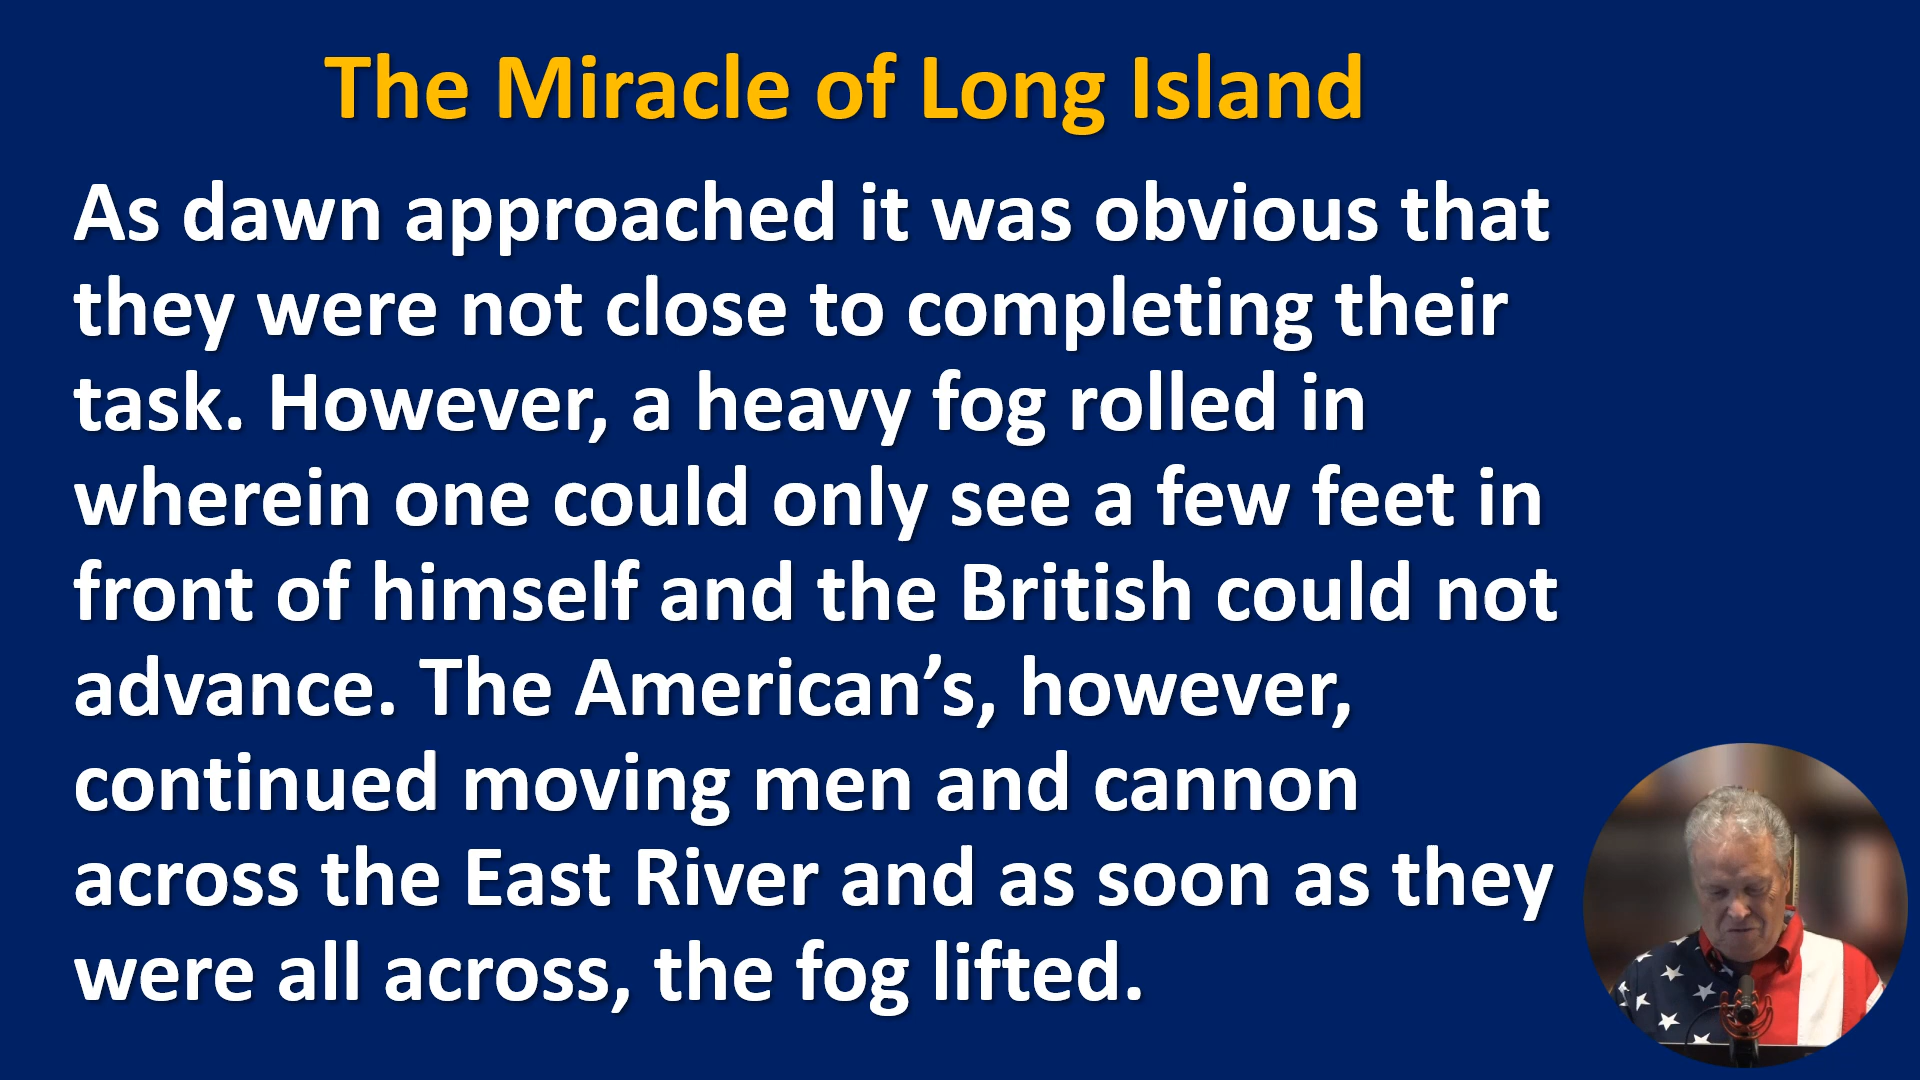 The Miracle of Long Island
As dawn approached it was obvious that
they were not close to completing their
task. However, a heavy fog rolled in
wherein one could only see a few feet in
front of himself and the British could not
advance. The American’s, however,
continued moving men and cannon
across the East River and as soon as they
were all across, the fog lifted.